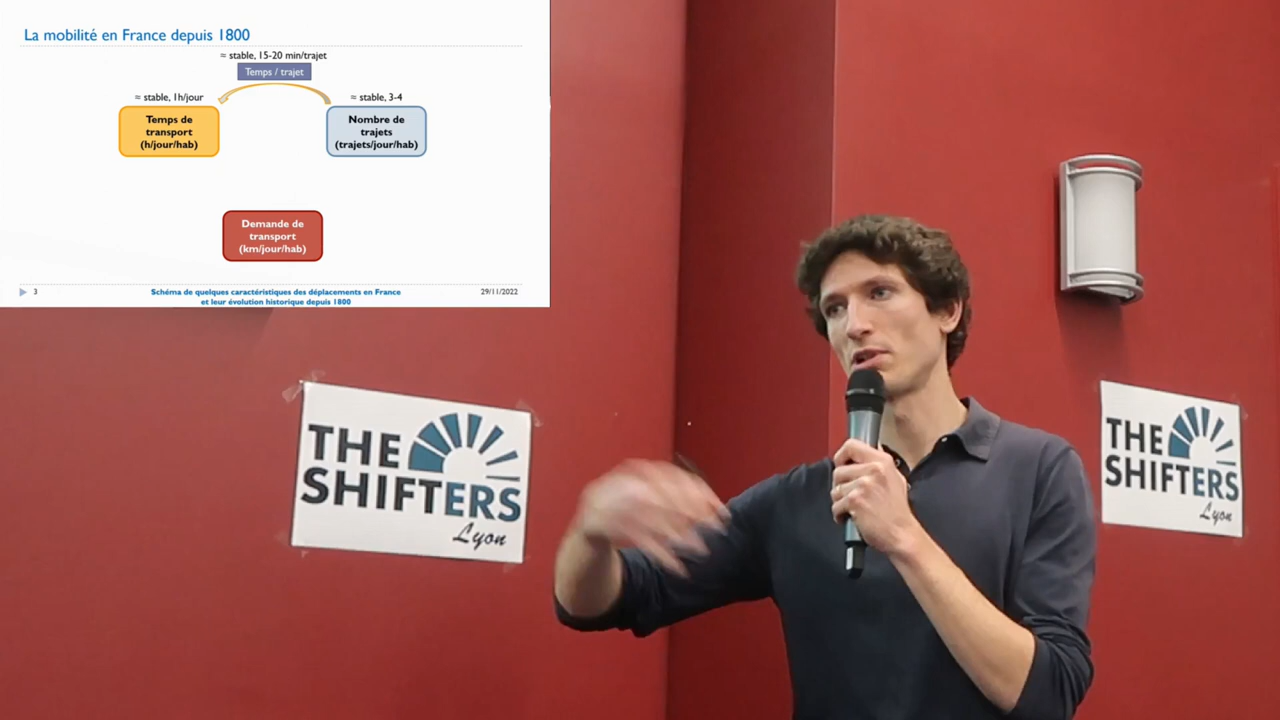 La mobilité en France depuis 1800
≈ stable, 15-20 min/trajet
Temps / trajet
≈ stable, 1h/jour
≈ stable, 3-4
Temps de
transport
(h/jour/hab)
Nombre de
trajets
(trajets/jour/hab)
Demande de
transport
(km/jour/hab)
3
Schéma de quelques caractéristiques des déplacements en France
et leur évolution historique depuis 1800
29/11/2022
THE
SHIFTERS
Lyon
THE
SHIFTERS
Lyon